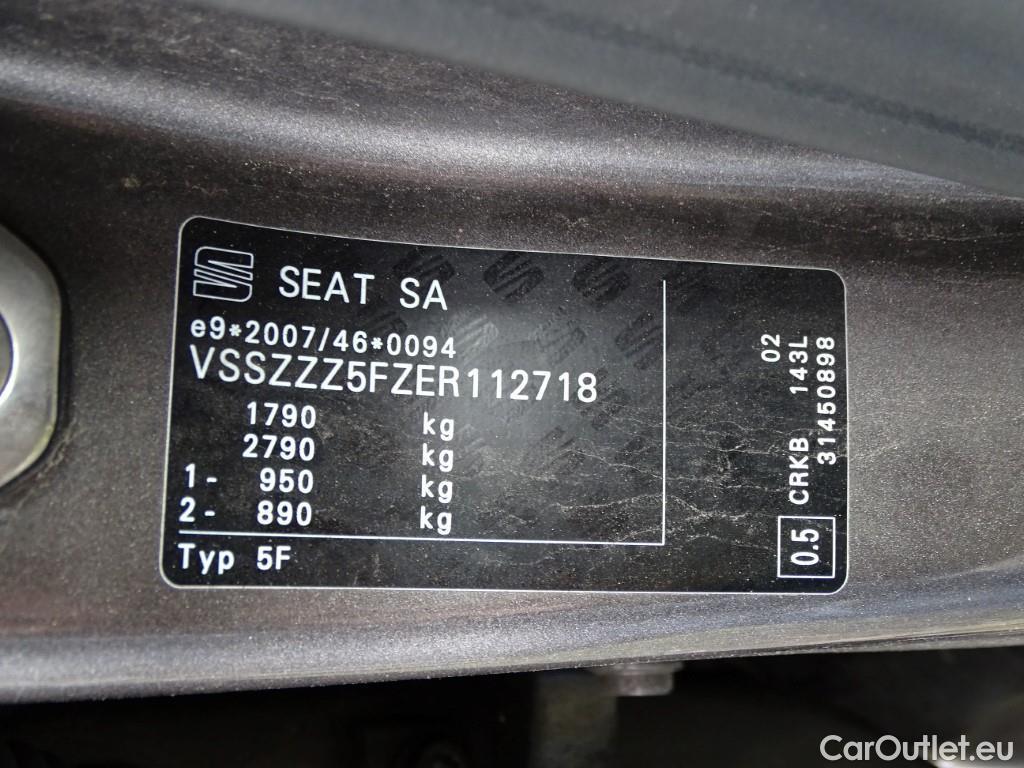 SEAT SA
e9*2007/46*0094
VSSZZZ5FZER112718
1790 kg
2790 kg
1- 950 kg
2- 890 kg
Typ 5F
0.5 CRKB 143L 02
31450898
CarOutlet.eu